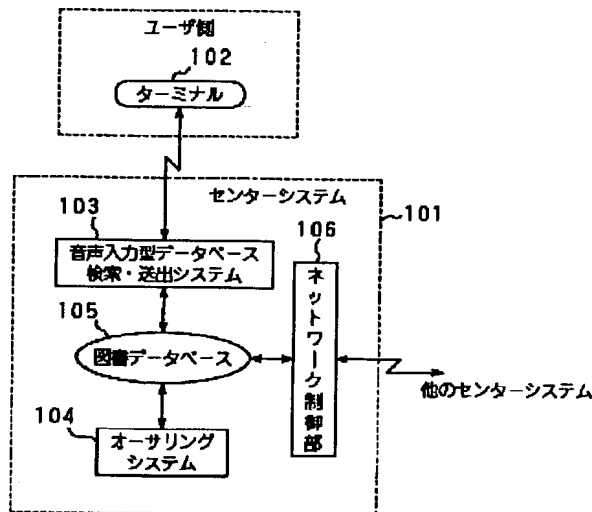 ユーザ側
102
ターミナル
センターシステム
101
103
音声入力型データベース
検索・送出システム
106
ネットワーク制御部
105
図書データベース
他のセンターシステム
104
オーサリング
システム